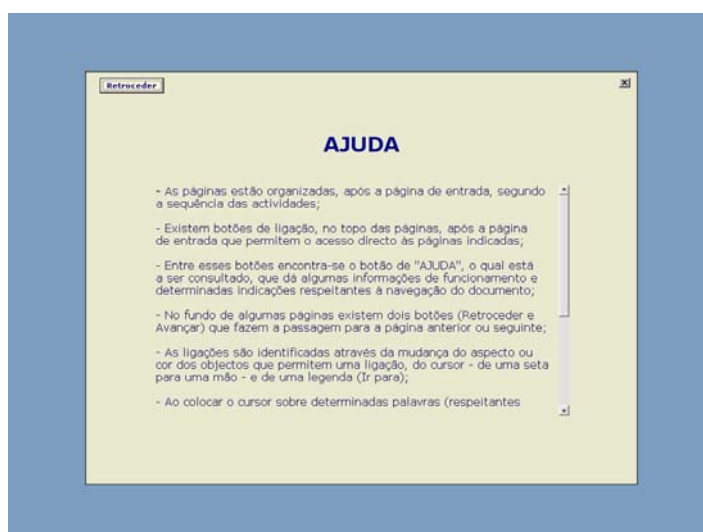 Retroceder
AJUDA
- As páginas estão organizadas, após a página de entrada, segundo
a sequência das actividades;
- Existem botões de ligação, no topo das páginas, após a página
de entrada que permitem o acesso directo às páginas indicadas;
- Entre esses botões encontra-se o botão de "AJUDA", o qual está
a ser consultado, que dá algumas informações de funcionamento e
determinadas indicações respeitantes à navegação do documento;
- No fundo de algumas páginas existem dois botões (Retroceder e
Avançar) que fazem a passagem para a página anterior ou seguinte;
- As ligações são identificadas através da mudança do aspecto ou
cor dos objectos que permitem uma ligação, do cursor - de uma seta
para uma mão - e de uma legenda (Ir para);
- Ao colocar o cursor sobre determinadas palavras (respeitantes